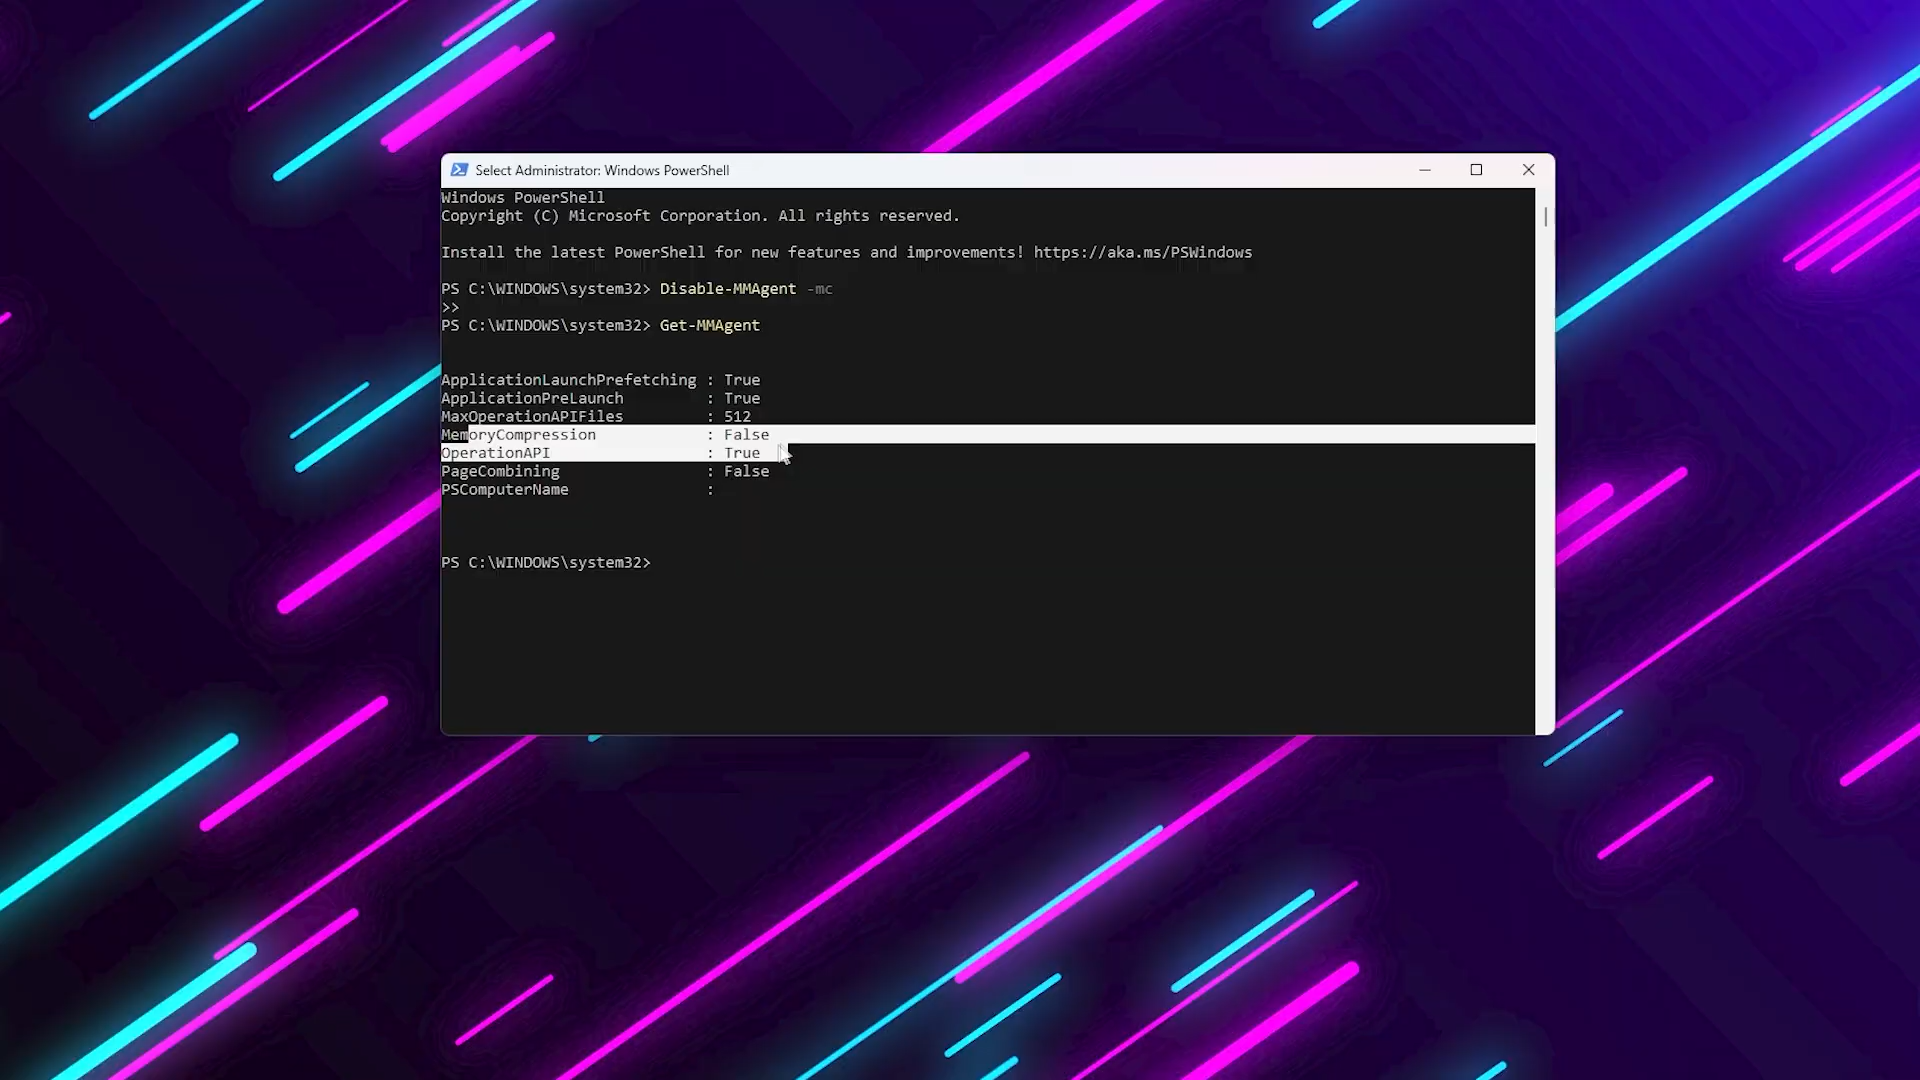 Select Administrator: Windows PowerShell
Windows PowerShell
Copyright (C) Microsoft Corporation. All rights reserved.
Install the latest PowerShell for new features and improvements! https://aka.ms/PSWindows
PS C:\WINDOWS\system32> Disable-MMAgent -mc
>>
PS C:\WINDOWS\system32> Get-MMAgent
ApplicationLaunchPrefetching : True
ApplicationPreLaunch : True
MaxOperationAPIFiles : 512
MemoryCompression : False
OperationAPI : True
PageCombining : False
PSComputerName :
PS C:\WINDOWS\system32>